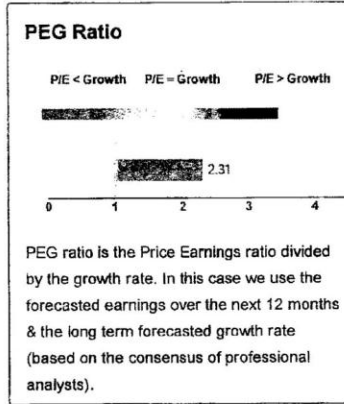 PEG Ratio
P/E < Growth P/E = Growth P/E > Growth
2.31
0 1 2 3 4
PEG ratio is the Price Earnings ratio divided
by the growth rate. In this case we use the
forecasted earnings over the next 12 months
& the long term forecasted growth rate
(based on the consensus of professional
analysts).